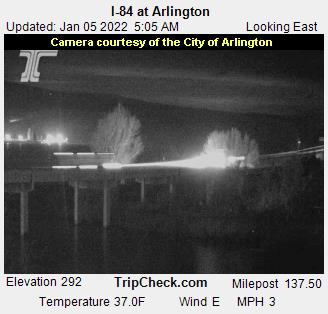 I-84 at Arlington
Updated: Jan 05 2022 5:05 AM Looking East
Camera courtesy of the City of Arlington
Elevation 292 TripCheck.com Milepost 137.50
Temperature 37.0F Wind E MPH 3